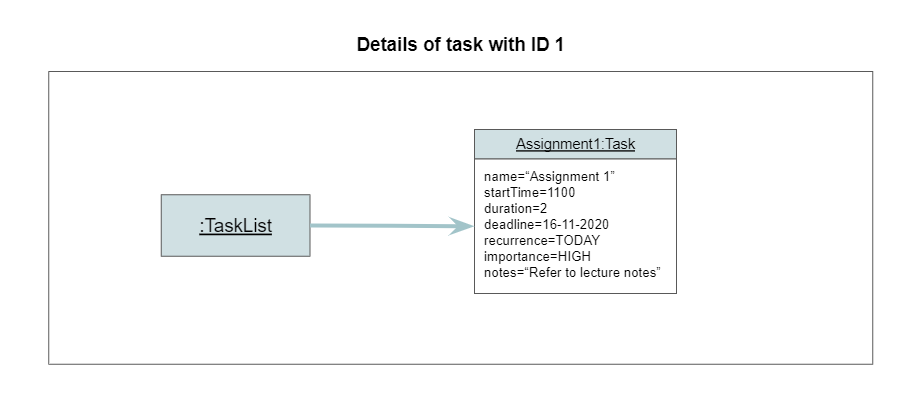 Details of task with ID 1
:TaskList
Assignment1:Task
name=“Assignment 1”
startTime=1100
duration=2
deadline=16-11-2020
recurrence=TODAY
importance=HIGH
notes=“Refer to lecture notes”